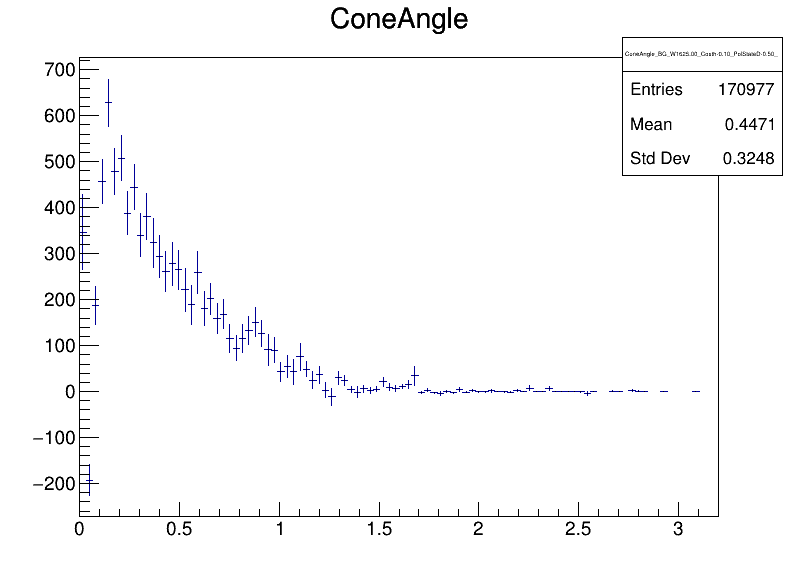 ConeAngle
ConeAngle_BG_W1625.00_Costh-0.10_PolStateD-0.50_
Entries 170977
Mean 0.4471
Std Dev 0.3248
700
600
500
400
300
200
100
0
−100
−200
0 0.5 1 1.5 2 2.5 3